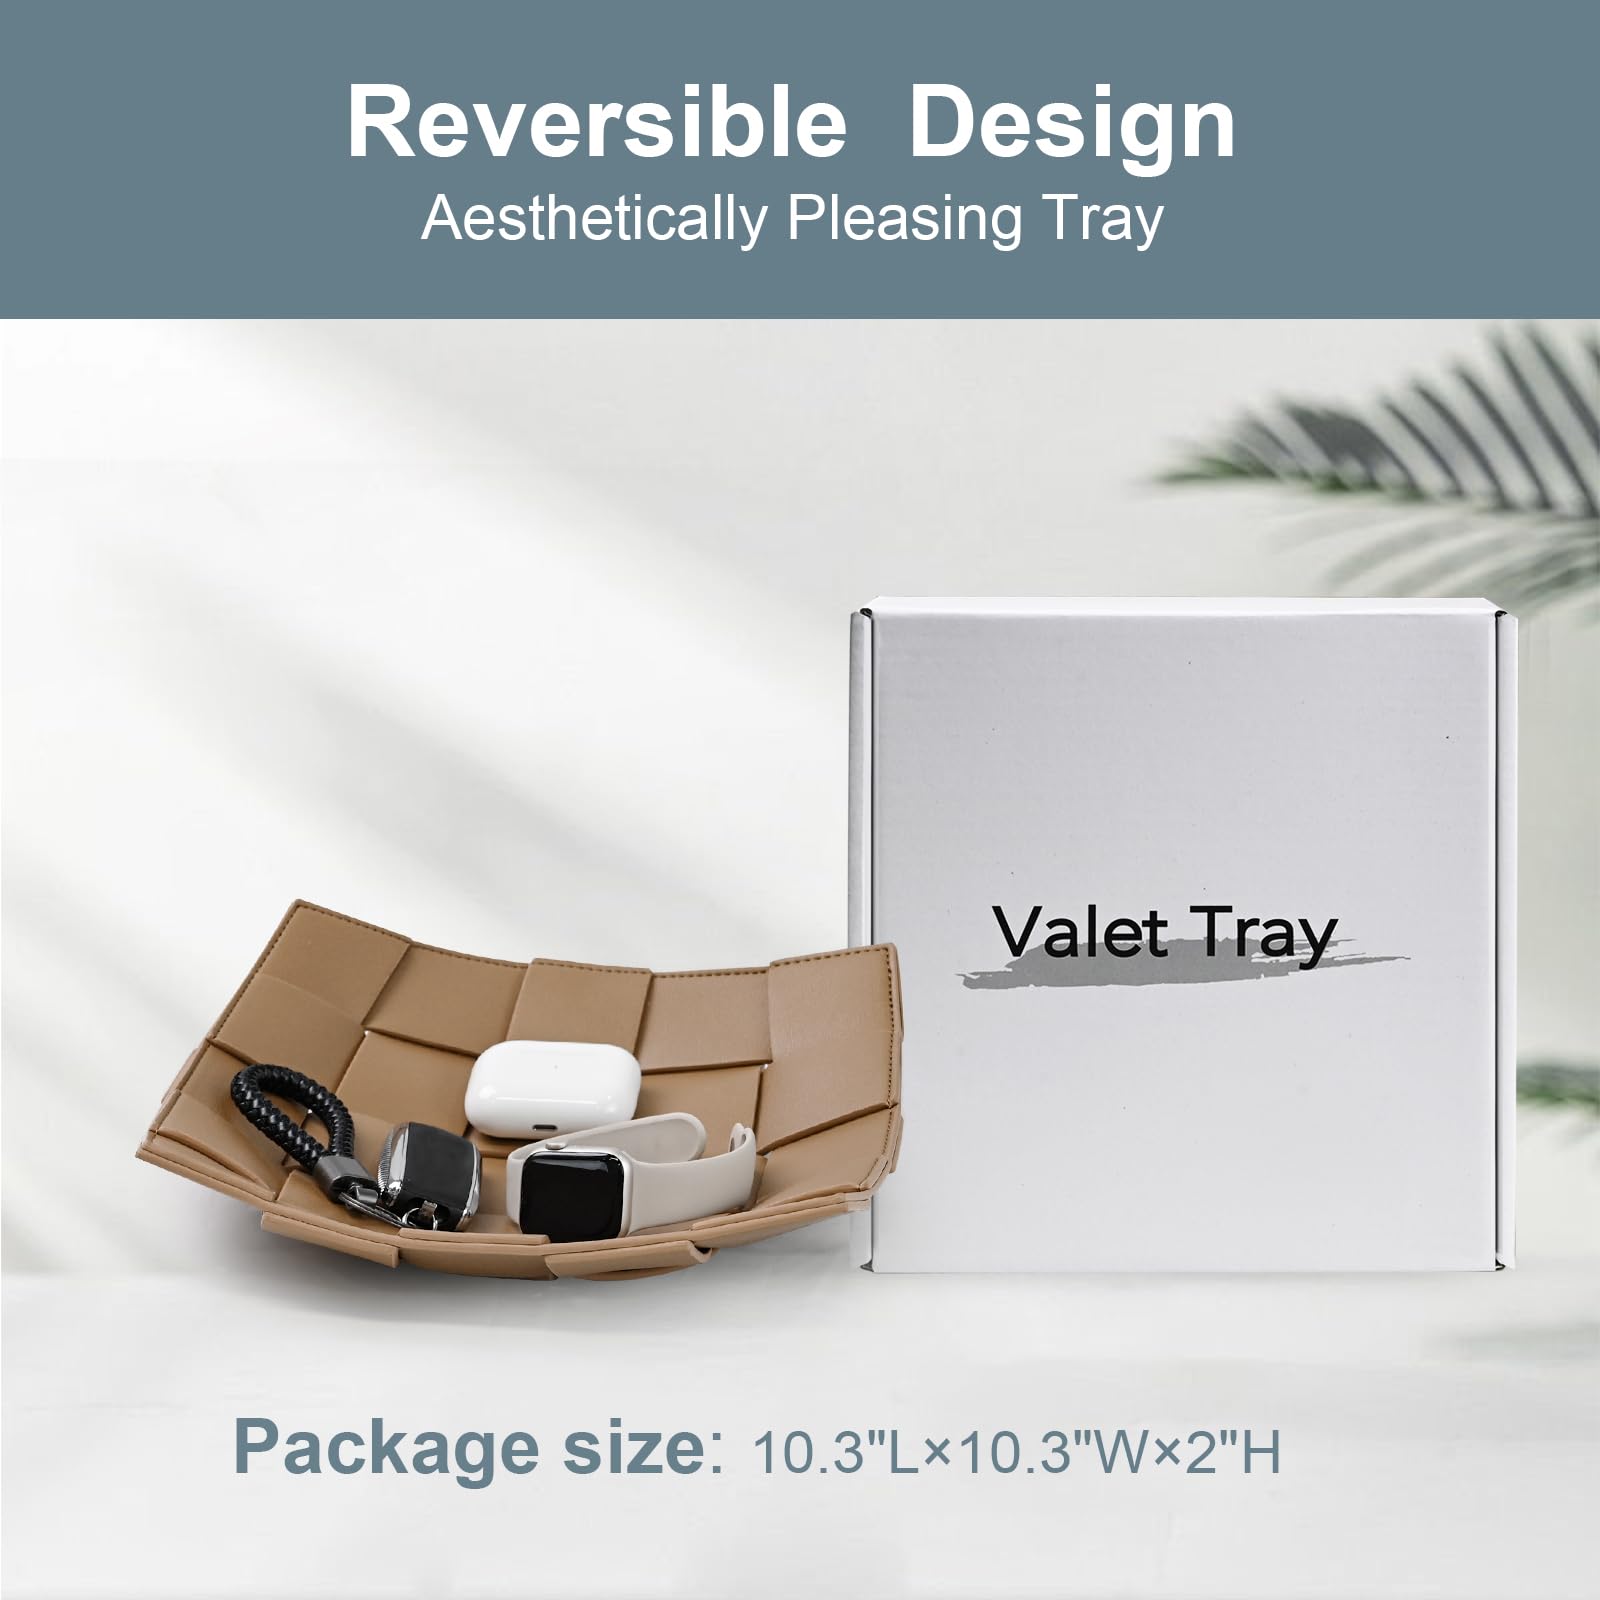 Reversible Design
Aesthetically Pleasing Tray
Valet Tray
Package size: 10.3"L×10.3"W×2"H